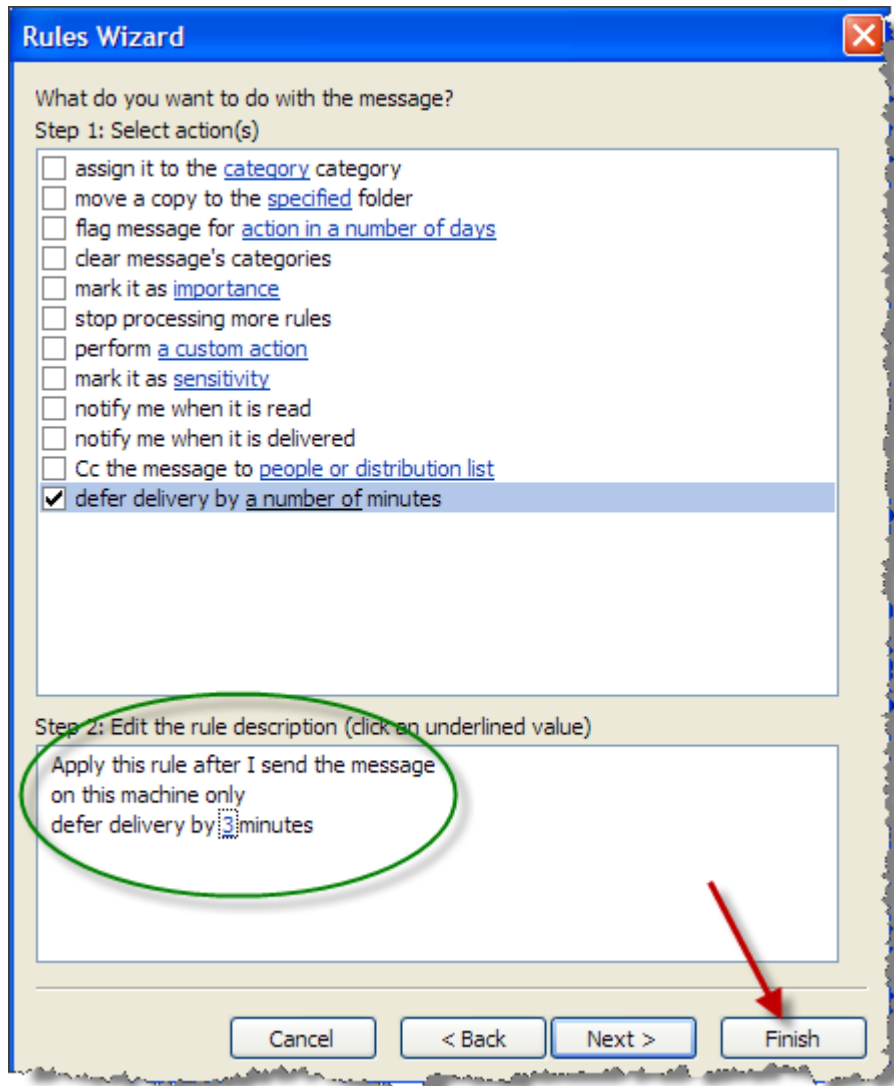 Rules Wizard
What do you want to do with the message?
Step 1: Select action(s)
assign it to the category category
move a copy to the specified folder
flag message for action in a number of days
clear message's categories
mark it as importance
stop processing more rules
perform a custom action
mark it as sensitivity
notify me when it is read
notify me when it is delivered
Cc the message to people or distribution list
defer delivery by a number of minutes
Step 2: Edit the rule description (click an underlined value)
Apply this rule after I send the message
on this machine only
defer delivery by 3 minutes
Cancel < Back Next > Finish